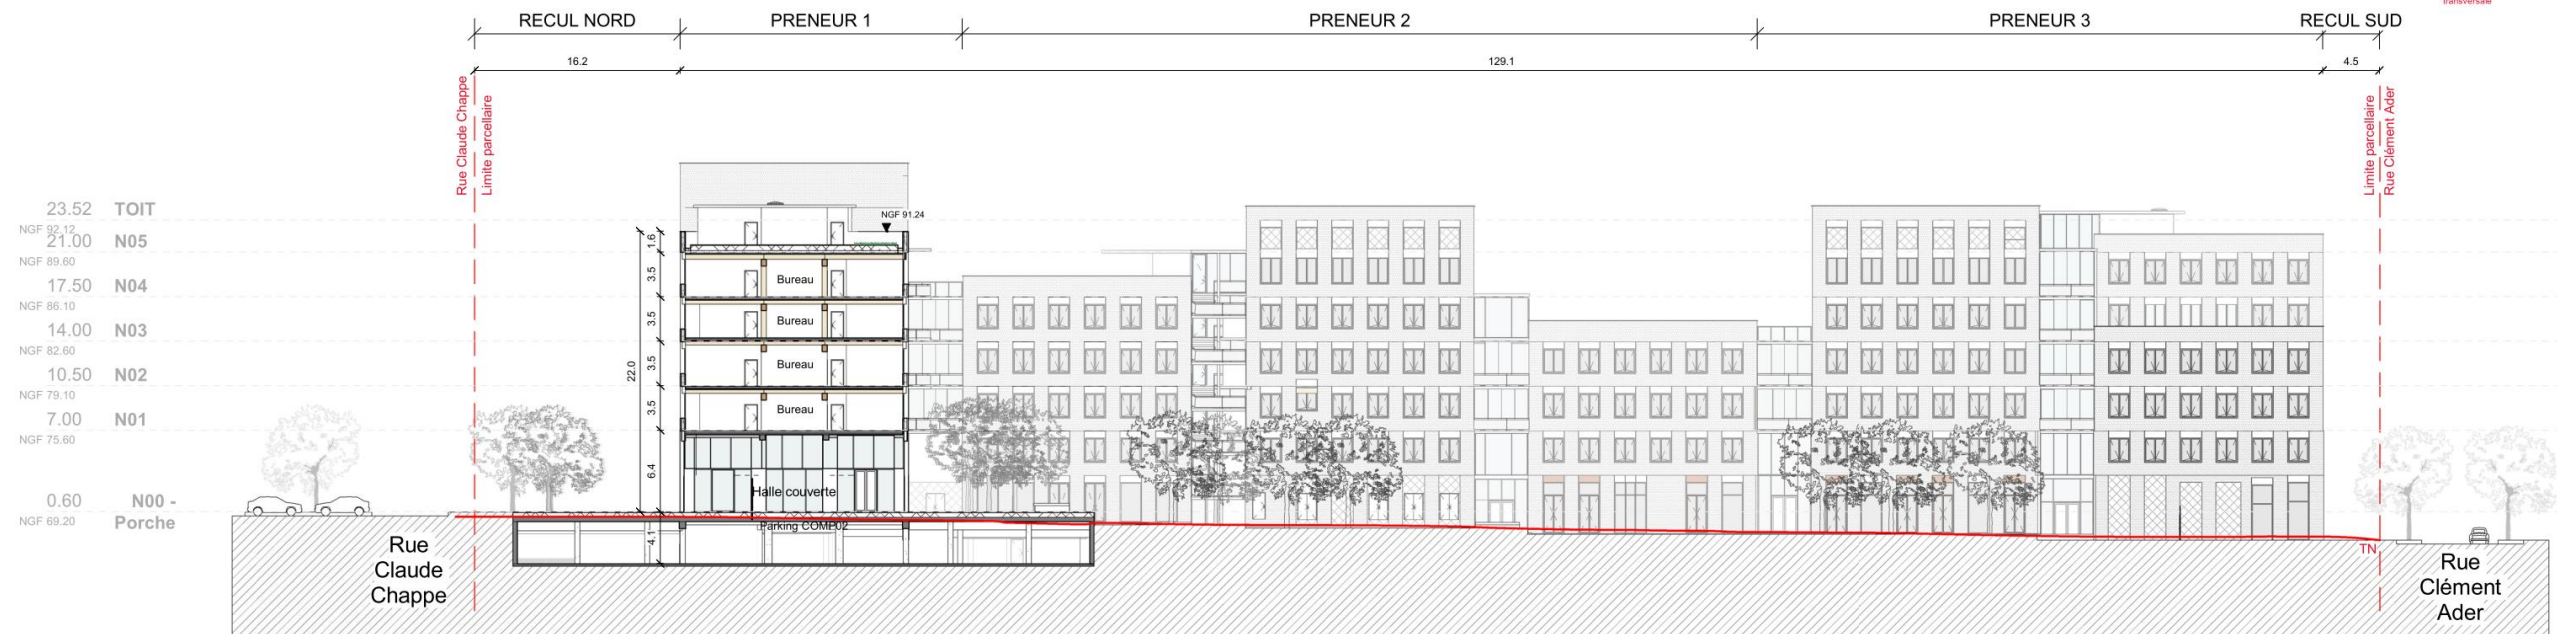 transversale
RECUL NORD
PRENEUR 1
PRENEUR 2
PRENEUR 3
RECUL SUD
16.2
129.1
4.5
Rue Claude Chappe
Limite parcellaire
Limite parcellaire
Rue Clément Ader
23.52 TOIT
NGF 92.12
21.00 N05
NGF 89.60
17.50 N04
NGF 86.10
14.00 N03
NGF 82.60
10.50 N02
NGF 79.10
7.00 N01
NGF 75.60
0.60 N00 -
NGF 69.20 Porche
NGF 91.24
22.0
1.6
3.5
3.5
3.5
3.5
6.4
4.1
Bureau
Bureau
Bureau
Bureau
Halle couverte
Parking COMP02
Rue
Claude
Chappe
TN
Rue
Clément
Ader